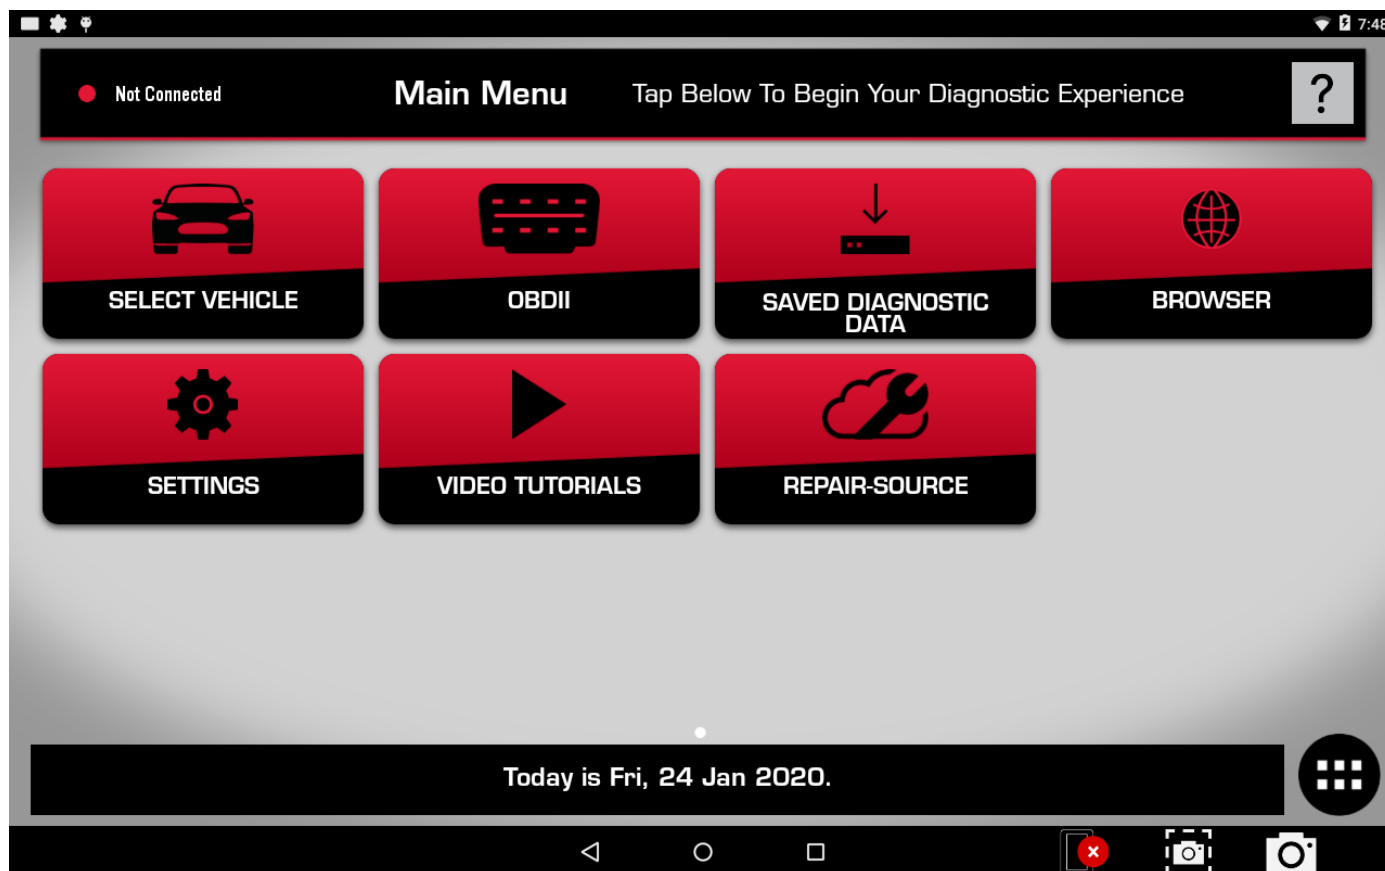 7:48
Not Connected
Main Menu
Tap Below To Begin Your Diagnostic Experience
?
SELECT VEHICLE
OBDII
SAVED DIAGNOSTIC
DATA
BROWSER
SETTINGS
VIDEO TUTORIALS
REPAIR-SOURCE
Today is Fri, 24 Jan 2020.